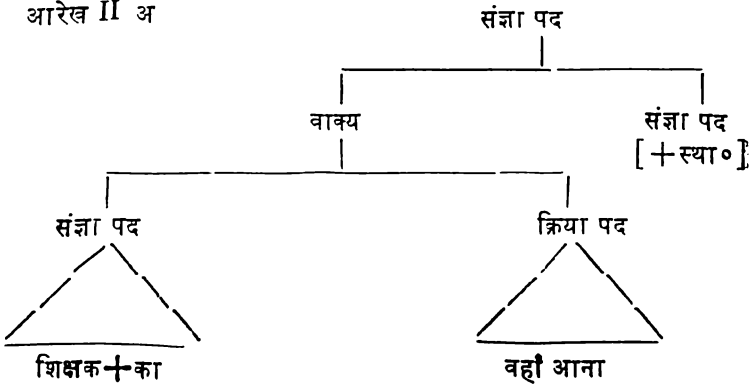 आरेख II अ
संज्ञा पद
वाक्य संज्ञा पद
[+स्था०]
संज्ञा पद क्रिया पद
शिक्षक+का वहाँ आना